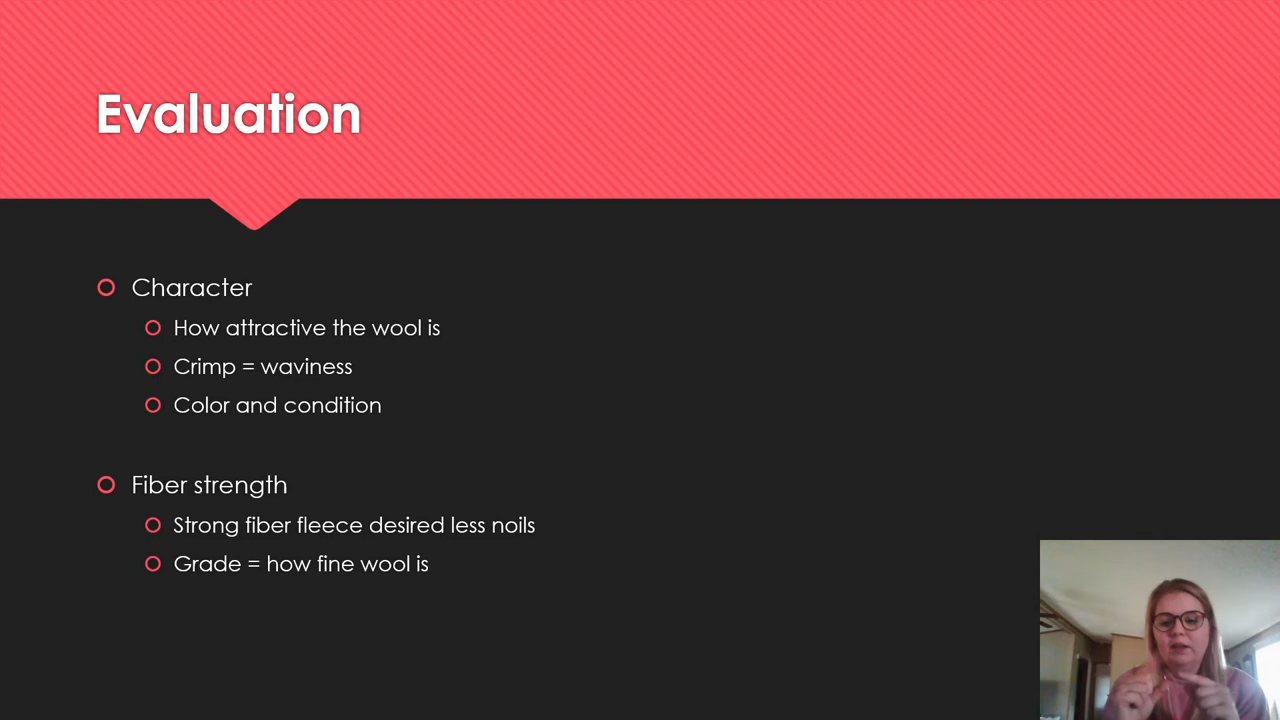 Evaluation
Character
How attractive the wool is
Crimp = waviness
Color and condition
Fiber strength
Strong fiber fleece desired less noils
Grade = how fine wool is